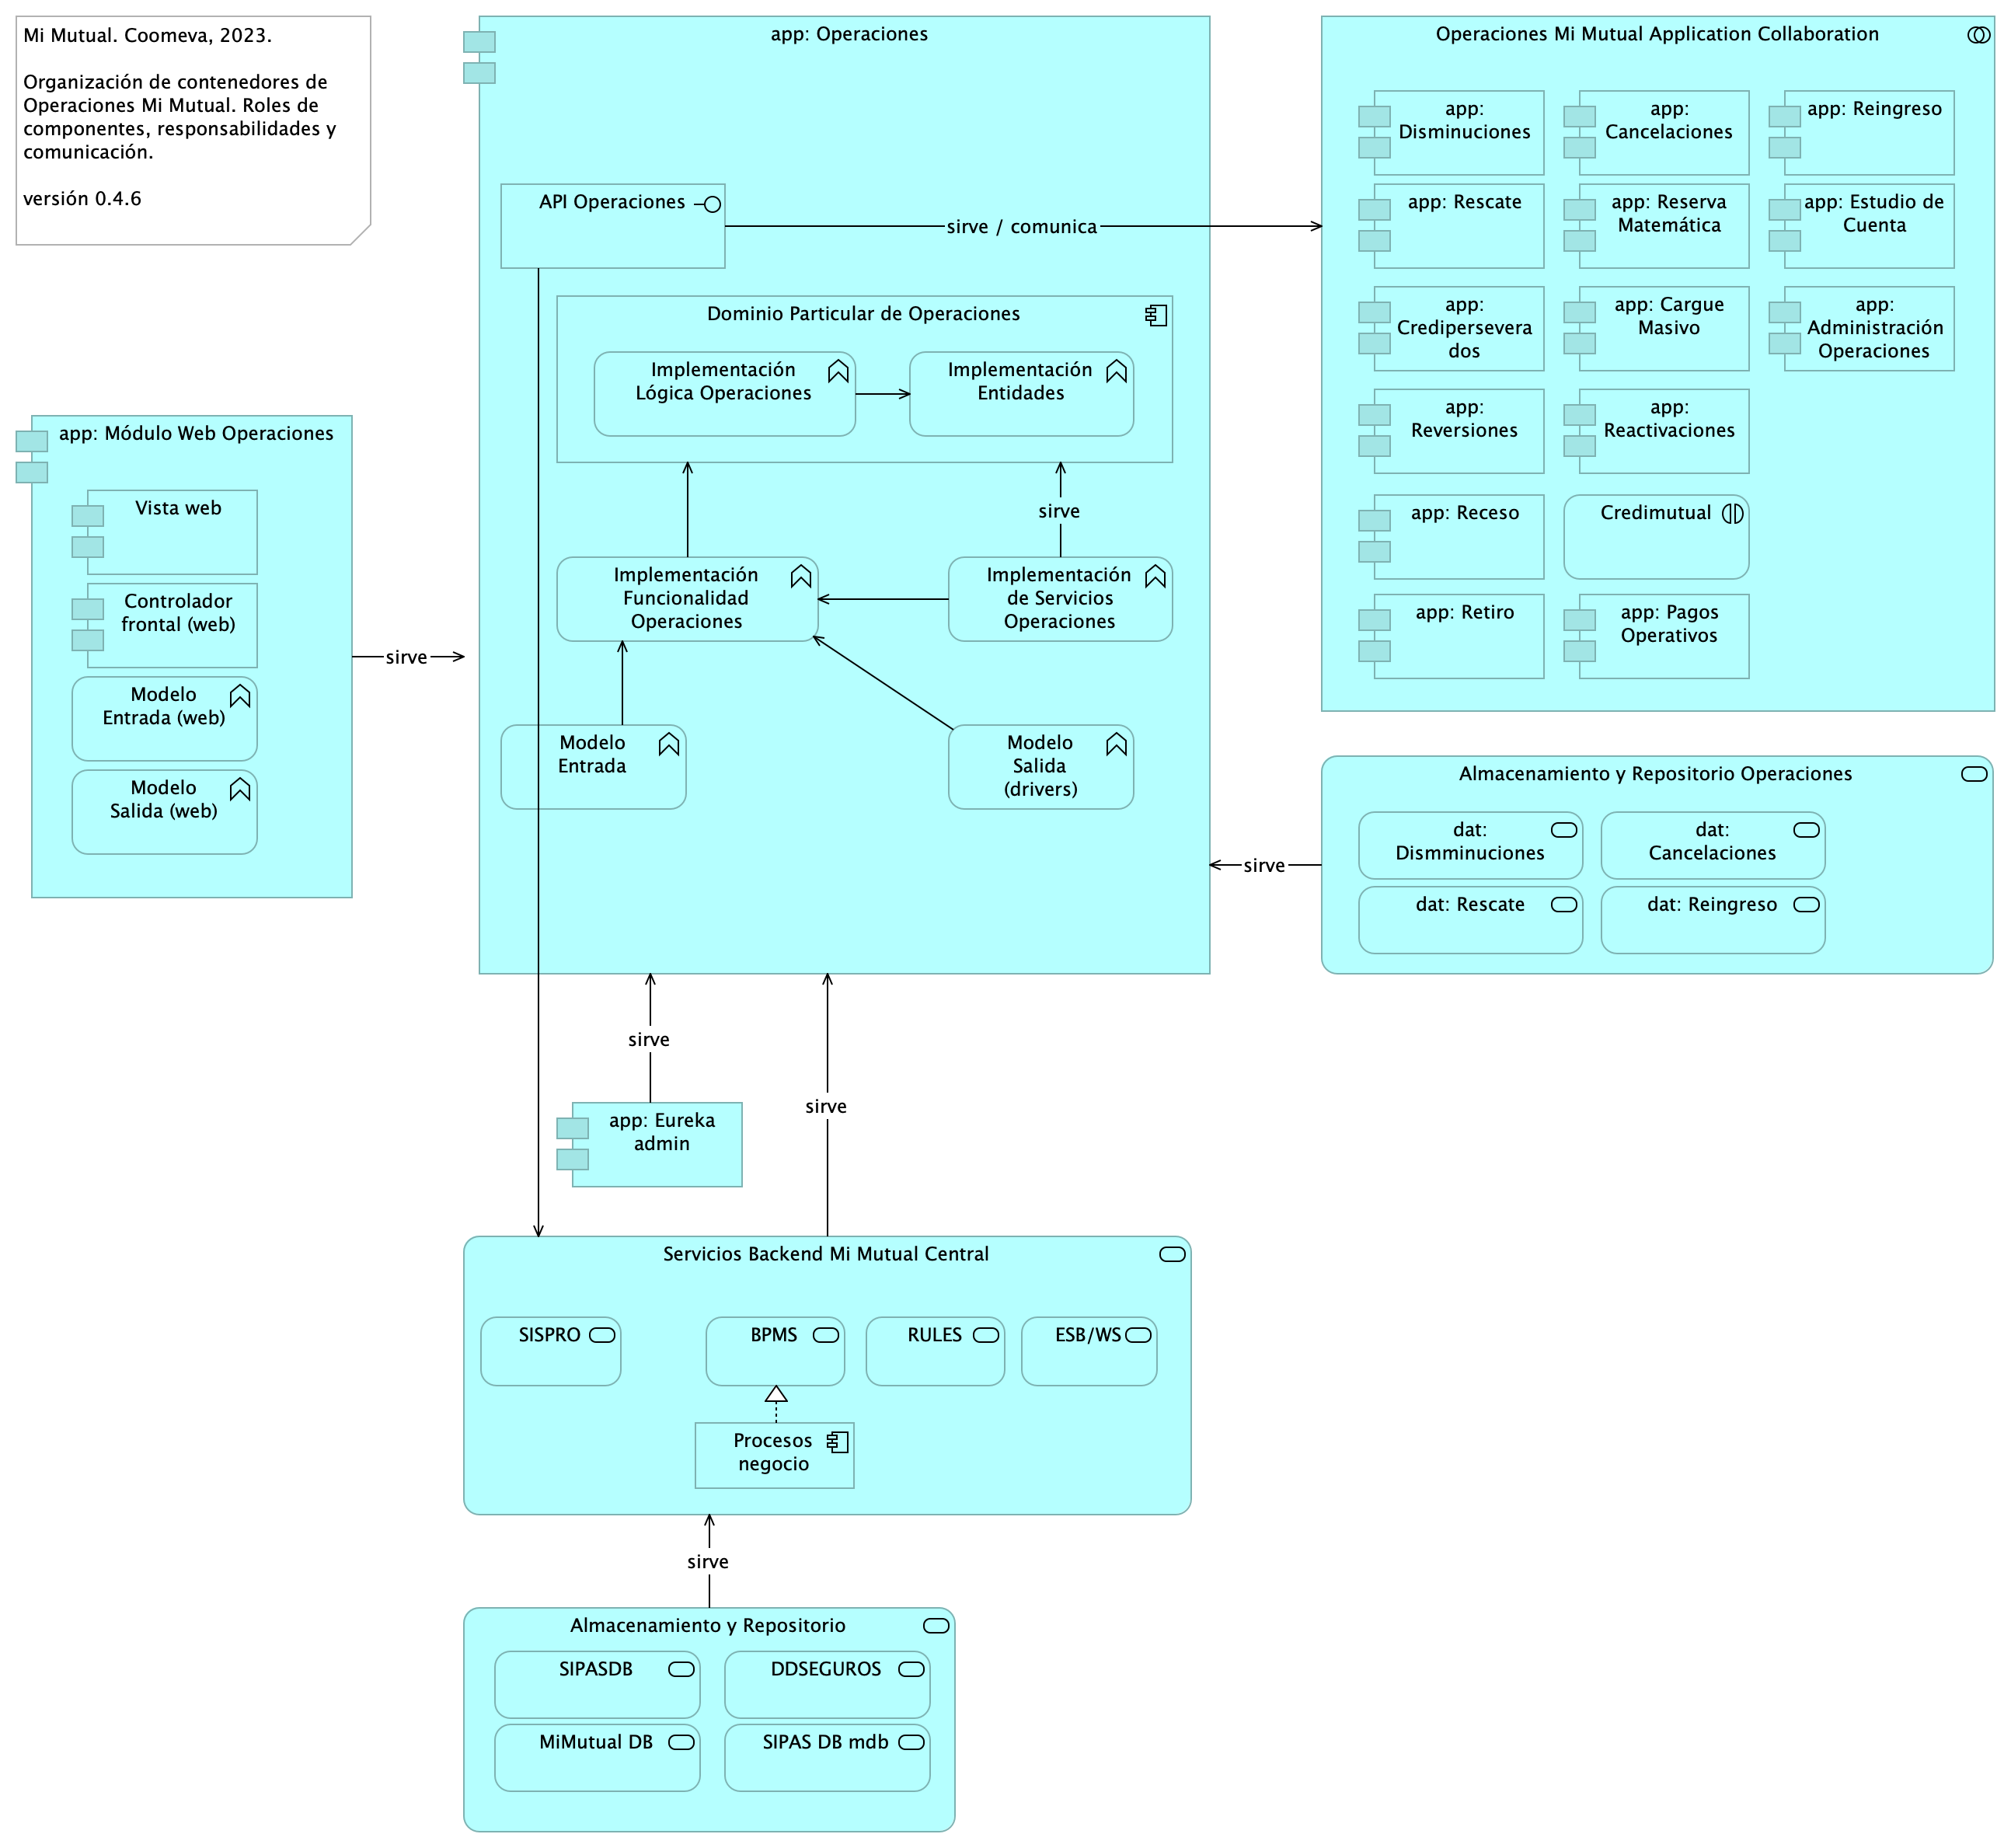 Mi Mutual. Coomeva, 2023.
Organización de contenedores de
Operaciones Mi Mutual. Roles de
componentes, responsabilidades y
comunicación.
versión 0.4.6
app: Operaciones
API Operaciones
sirve / comunica
Dominio Particular de Operaciones
Implementación
Lógica Operaciones
Implementación
Entidades
sirve
Implementación
Funcionalidad
Operaciones
Implementación
de Servicios
Operaciones
Modelo
Entrada
Modelo
Salida
(drivers)
Operaciones Mi Mutual Application Collaboration
app:
Disminuciones
app:
Cancelaciones
app: Reingreso
app: Rescate
app: Reserva
Matemática
app: Estudio de
Cuenta
app:
Credipersevera
dos
app: Cargue
Masivo
app:
Administración
Operaciones
app:
Reversiones
app:
Reactivaciones
app: Receso
Credimutual
app: Retiro
app: Pagos
Operativos
app: Módulo Web Operaciones
Vista web
Controlador
frontal (web)
Modelo
Entrada (web)
Modelo
Salida (web)
sirve
Almacenamiento y Repositorio Operaciones
dat:
Dismminuciones
dat:
Cancelaciones
dat: Rescate
dat: Reingreso
sirve
sirve
app: Eureka
admin
sirve
Servicios Backend Mi Mutual Central
SISPRO
BPMS
RULES
ESB/WS
Procesos
negocio
sirve
Almacenamiento y Repositorio
SIPASDB
DDSEGUROS
MiMutual DB
SIPAS DB mdb